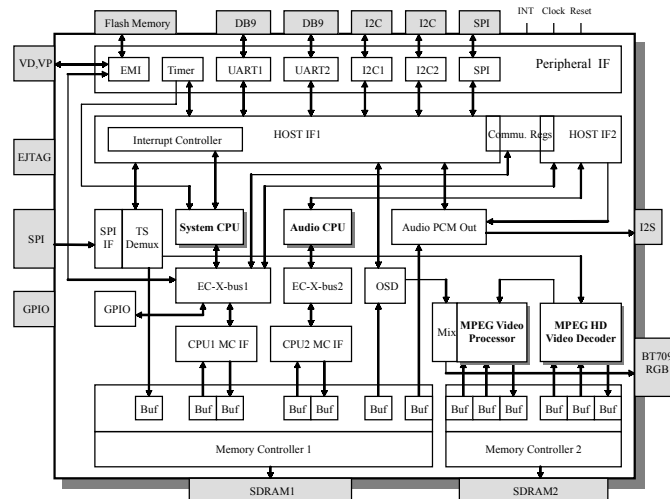 Flash Memory DB9 DB9 I2C I2C SPI INT Clock Reset
VD,VP EMI Timer UART1 UART2 I2C1 I2C2 SPI Peripheral IF
HOST IF1 Commu. Regs HOST IF2
Interrupt Controller
EJTAG
SPI SPI IF TS Demux System CPU Audio CPU Audio PCM Out I2S
EC-X-bus1 EC-X-bus2 OSD
GPIO GPIO
CPU1 MC IF CPU2 MC IF Mix MPEG Video Processor MPEG HD Video Decoder BT709 RGB
Buf Buf Buf Buf Buf Buf Buf Buf Buf Buf Buf Buf Buf
Memory Controller 1 Memory Controller 2
SDRAM1 SDRAM2